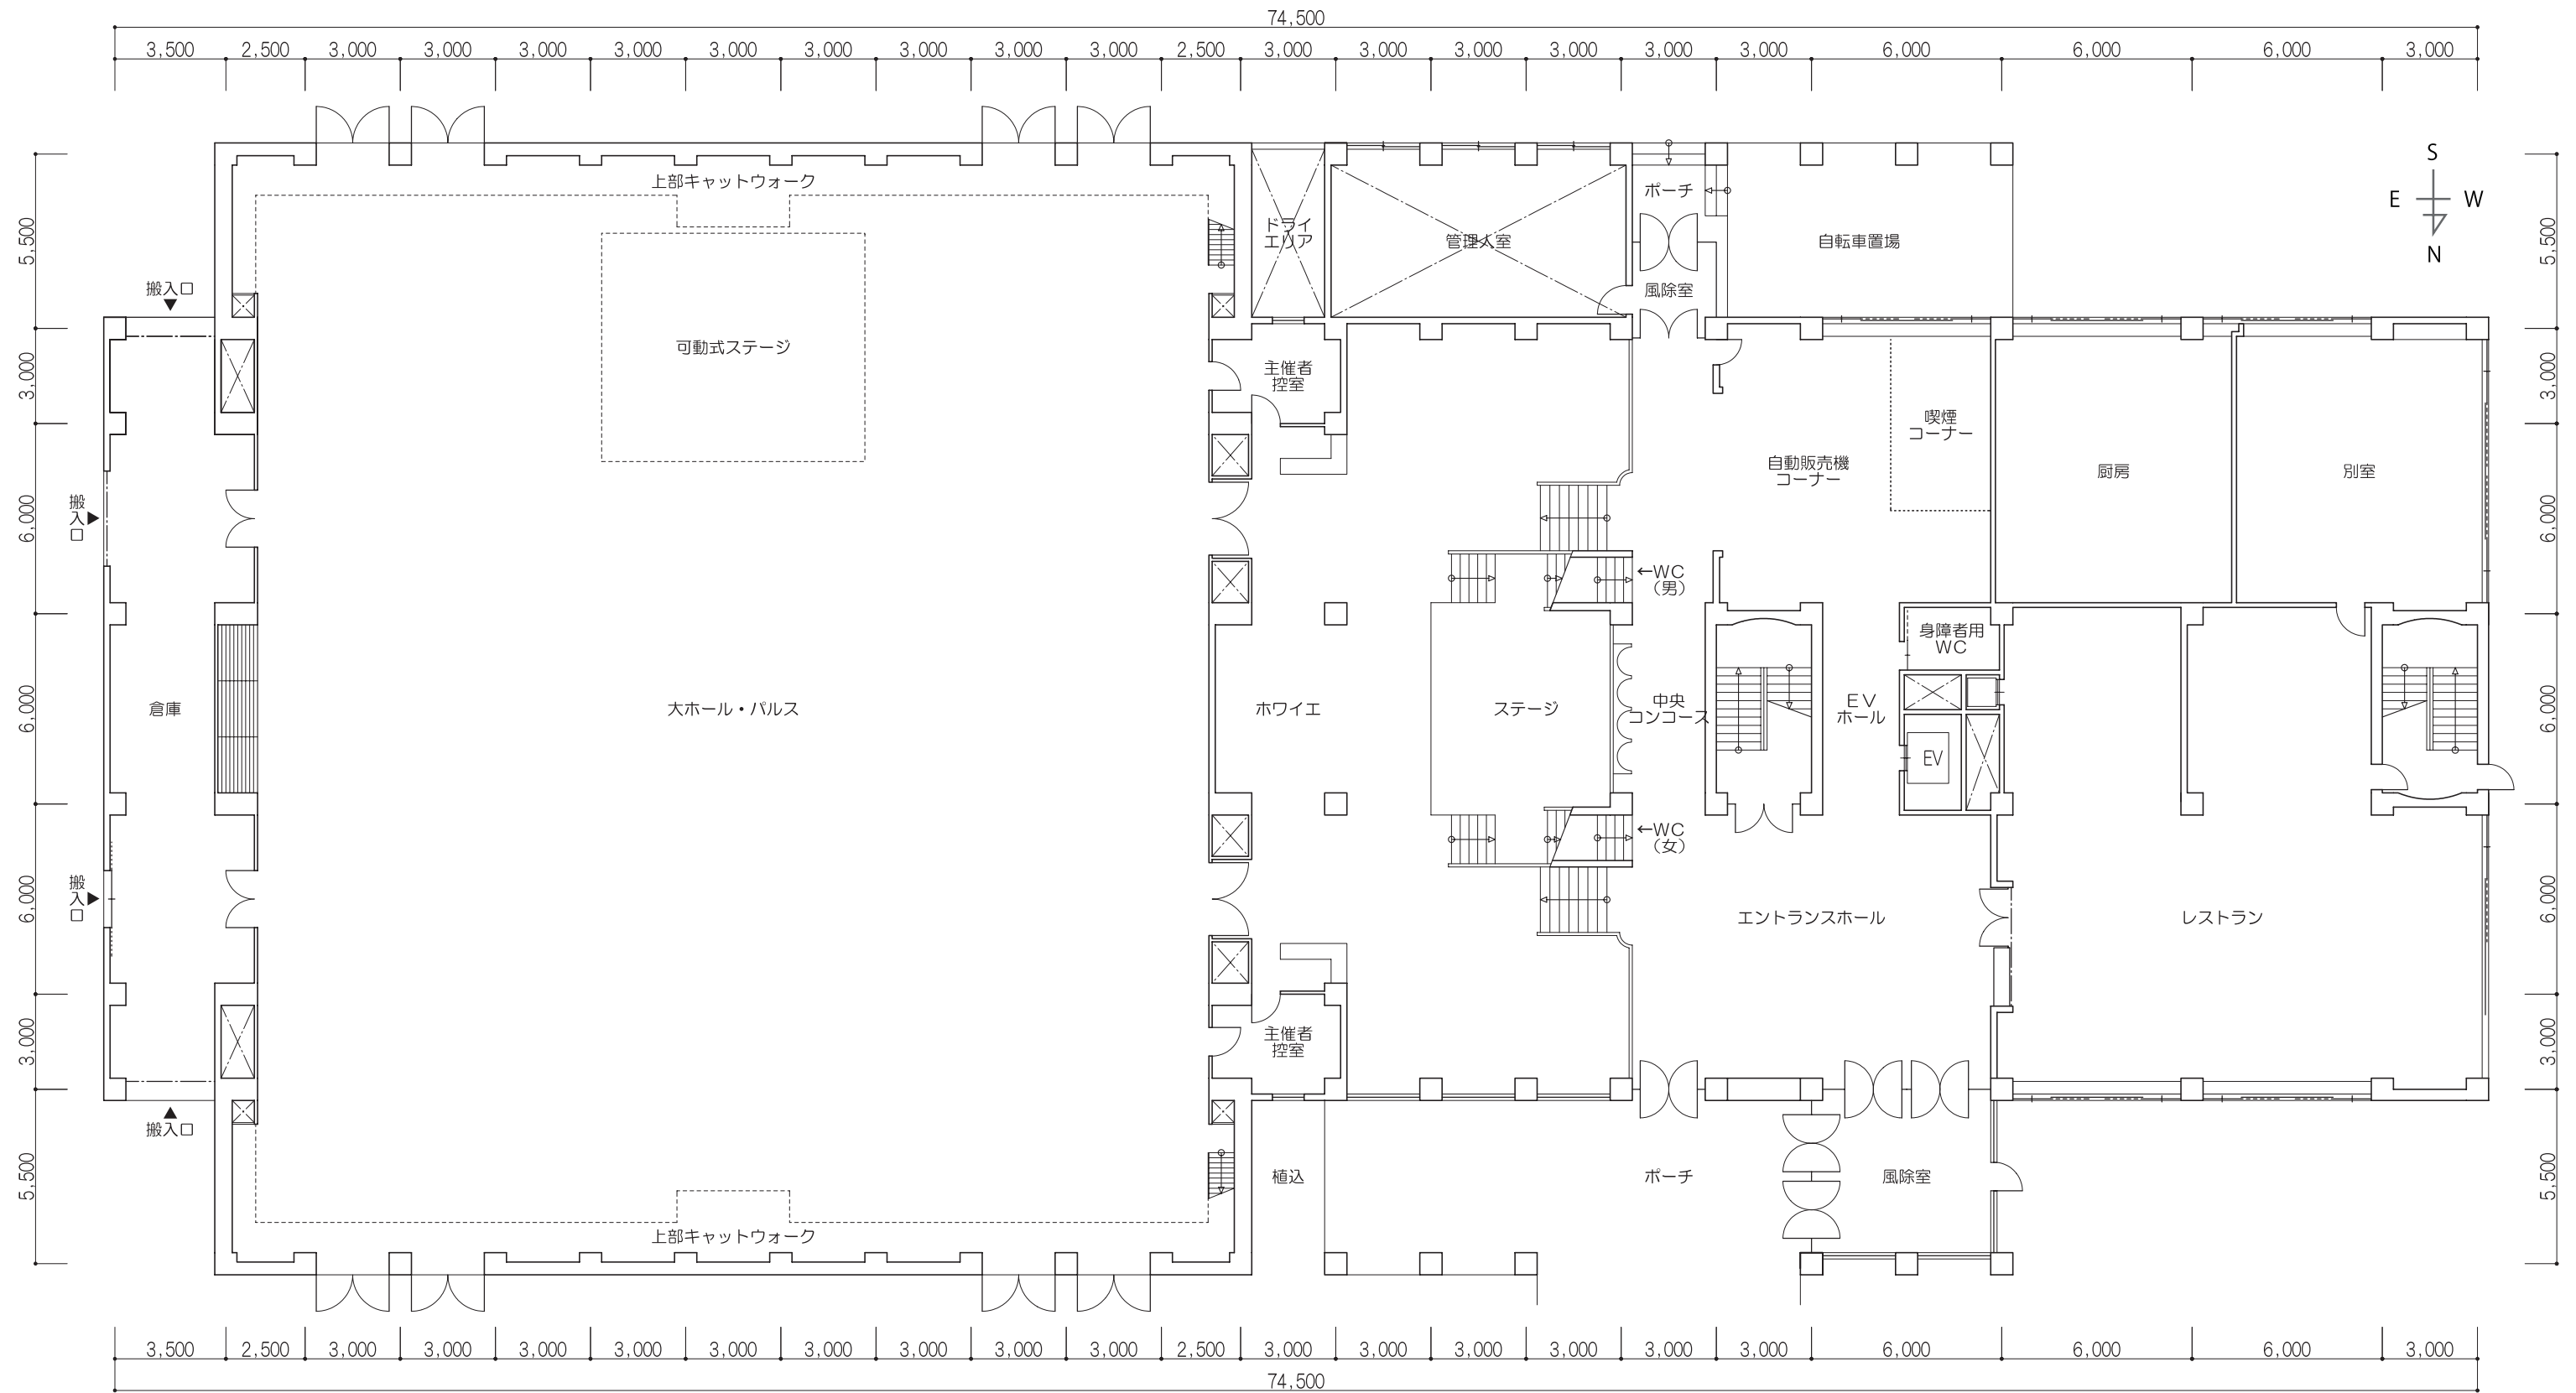 74,500
3,500 2,500 3,000 3,000 3,000 3,000 3,000 3,000 3,000 3,000 3,000 2,500 3,000 3,000 3,000 3,000 3,000 3,000 6,000 6,000 6,000 3,000
S
E W
N
5,500
3,000
6,000
6,000
6,000
3,000
5,500
上部キャットウォーク
可動式ステージ
搬入口
搬入口
倉庫
大ホール・パルス
搬入口
搬入口
上部キャットウォーク
ドライ
エリア
管理人室
ポーチ
風除室
自転車置場
主催者
控室
喫煙
コーナー
自動販売機
コーナー
厨房
別室
←WC
（男）
身障者用
WC
ホワイエ
ステージ
中央
コンコース
EV
ホール
EV
←WC
（女）
エントランスホール
レストラン
主催者
控室
植込
ポーチ
風除室
5,500
3,000
6,000
6,000
6,000
3,000
5,500
3,500 2,500 3,000 3,000 3,000 3,000 3,000 3,000 3,000 3,000 3,000 2,500 3,000 3,000 3,000 3,000 3,000 3,000 6,000 6,000 6,000 3,000
74,500